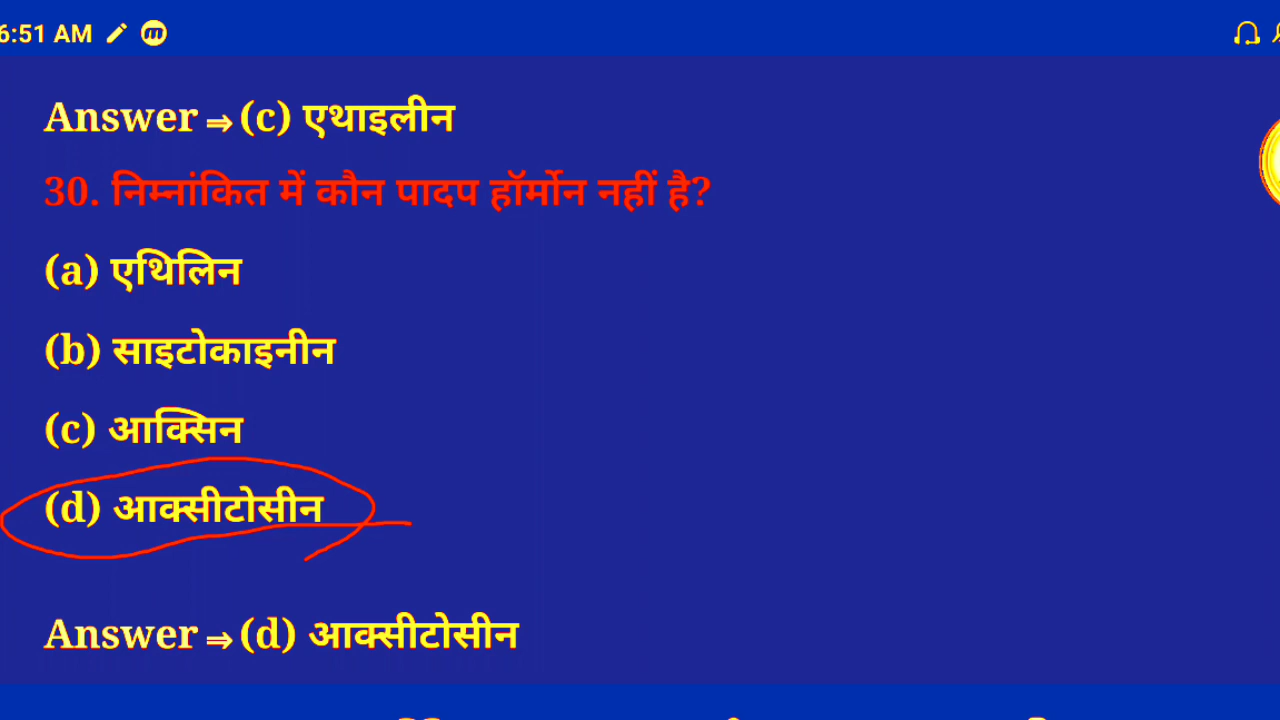 6:51 AM
Answer ⇒ (c) एथाइलीन
30. निम्नांकित में कौन पादप हॉर्मोन नहीं है?
(a) एथिलिन
(b) साइटोकाइनीन
(c) आक्सिन
(d) आक्सीटोसीन
Answer ⇒ (d) आक्सीटोसीन